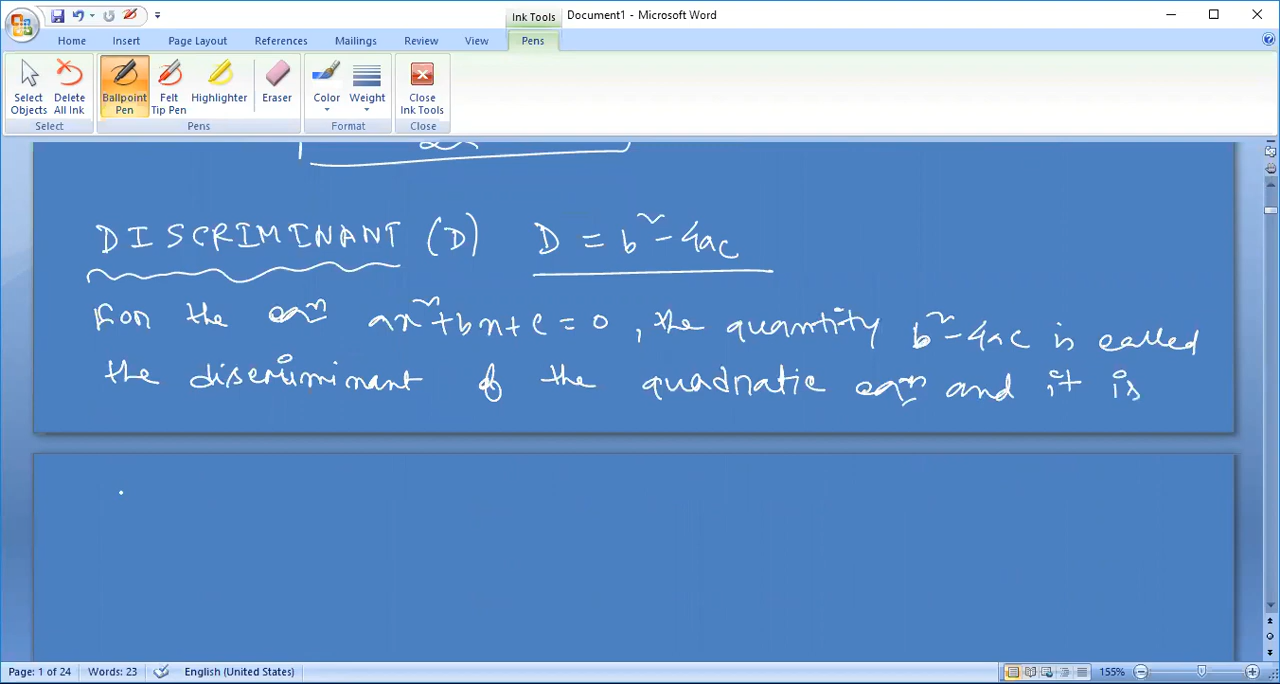 Ink Tools
Document1 - Microsoft Word
Home Insert Page Layout References Mailings Review View Pens
Select Objects
Delete All Ink
Ballpoint Pen
Felt Tip Pen
Highlighter
Eraser
Color
Weight
Close Ink Tools
Select Pens Format Close
DISCRIMINANT (D) D = b² - 4ac
For the eqn ax² + bx + c = 0, the quantity b² - 4ac is called
the discriminant of the quadratic eqn and it is
Page: 1 of 24 Words: 23 English (United States) 155%